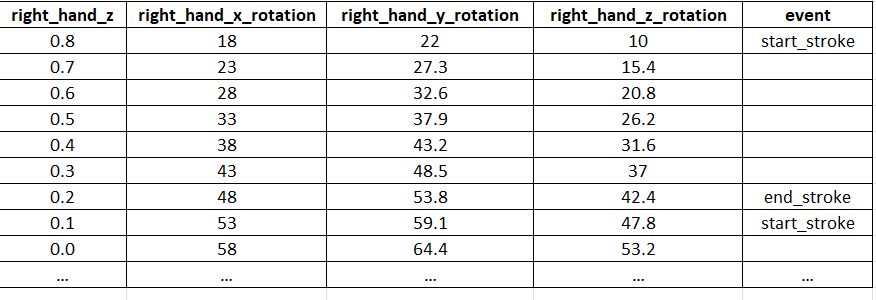 right_hand_z right_hand_x_rotation right_hand_y_rotation right_hand_z_rotation event
0.8 18 22 10 start_stroke
0.7 23 27.3 15.4
0.6 28 32.6 20.8
0.5 33 37.9 26.2
0.4 38 43.2 31.6
0.3 43 48.5 37
0.2 48 53.8 42.4 end_stroke
0.1 53 59.1 47.8 start_stroke
0.0 58 64.4 53.2
... ... ... ... ...